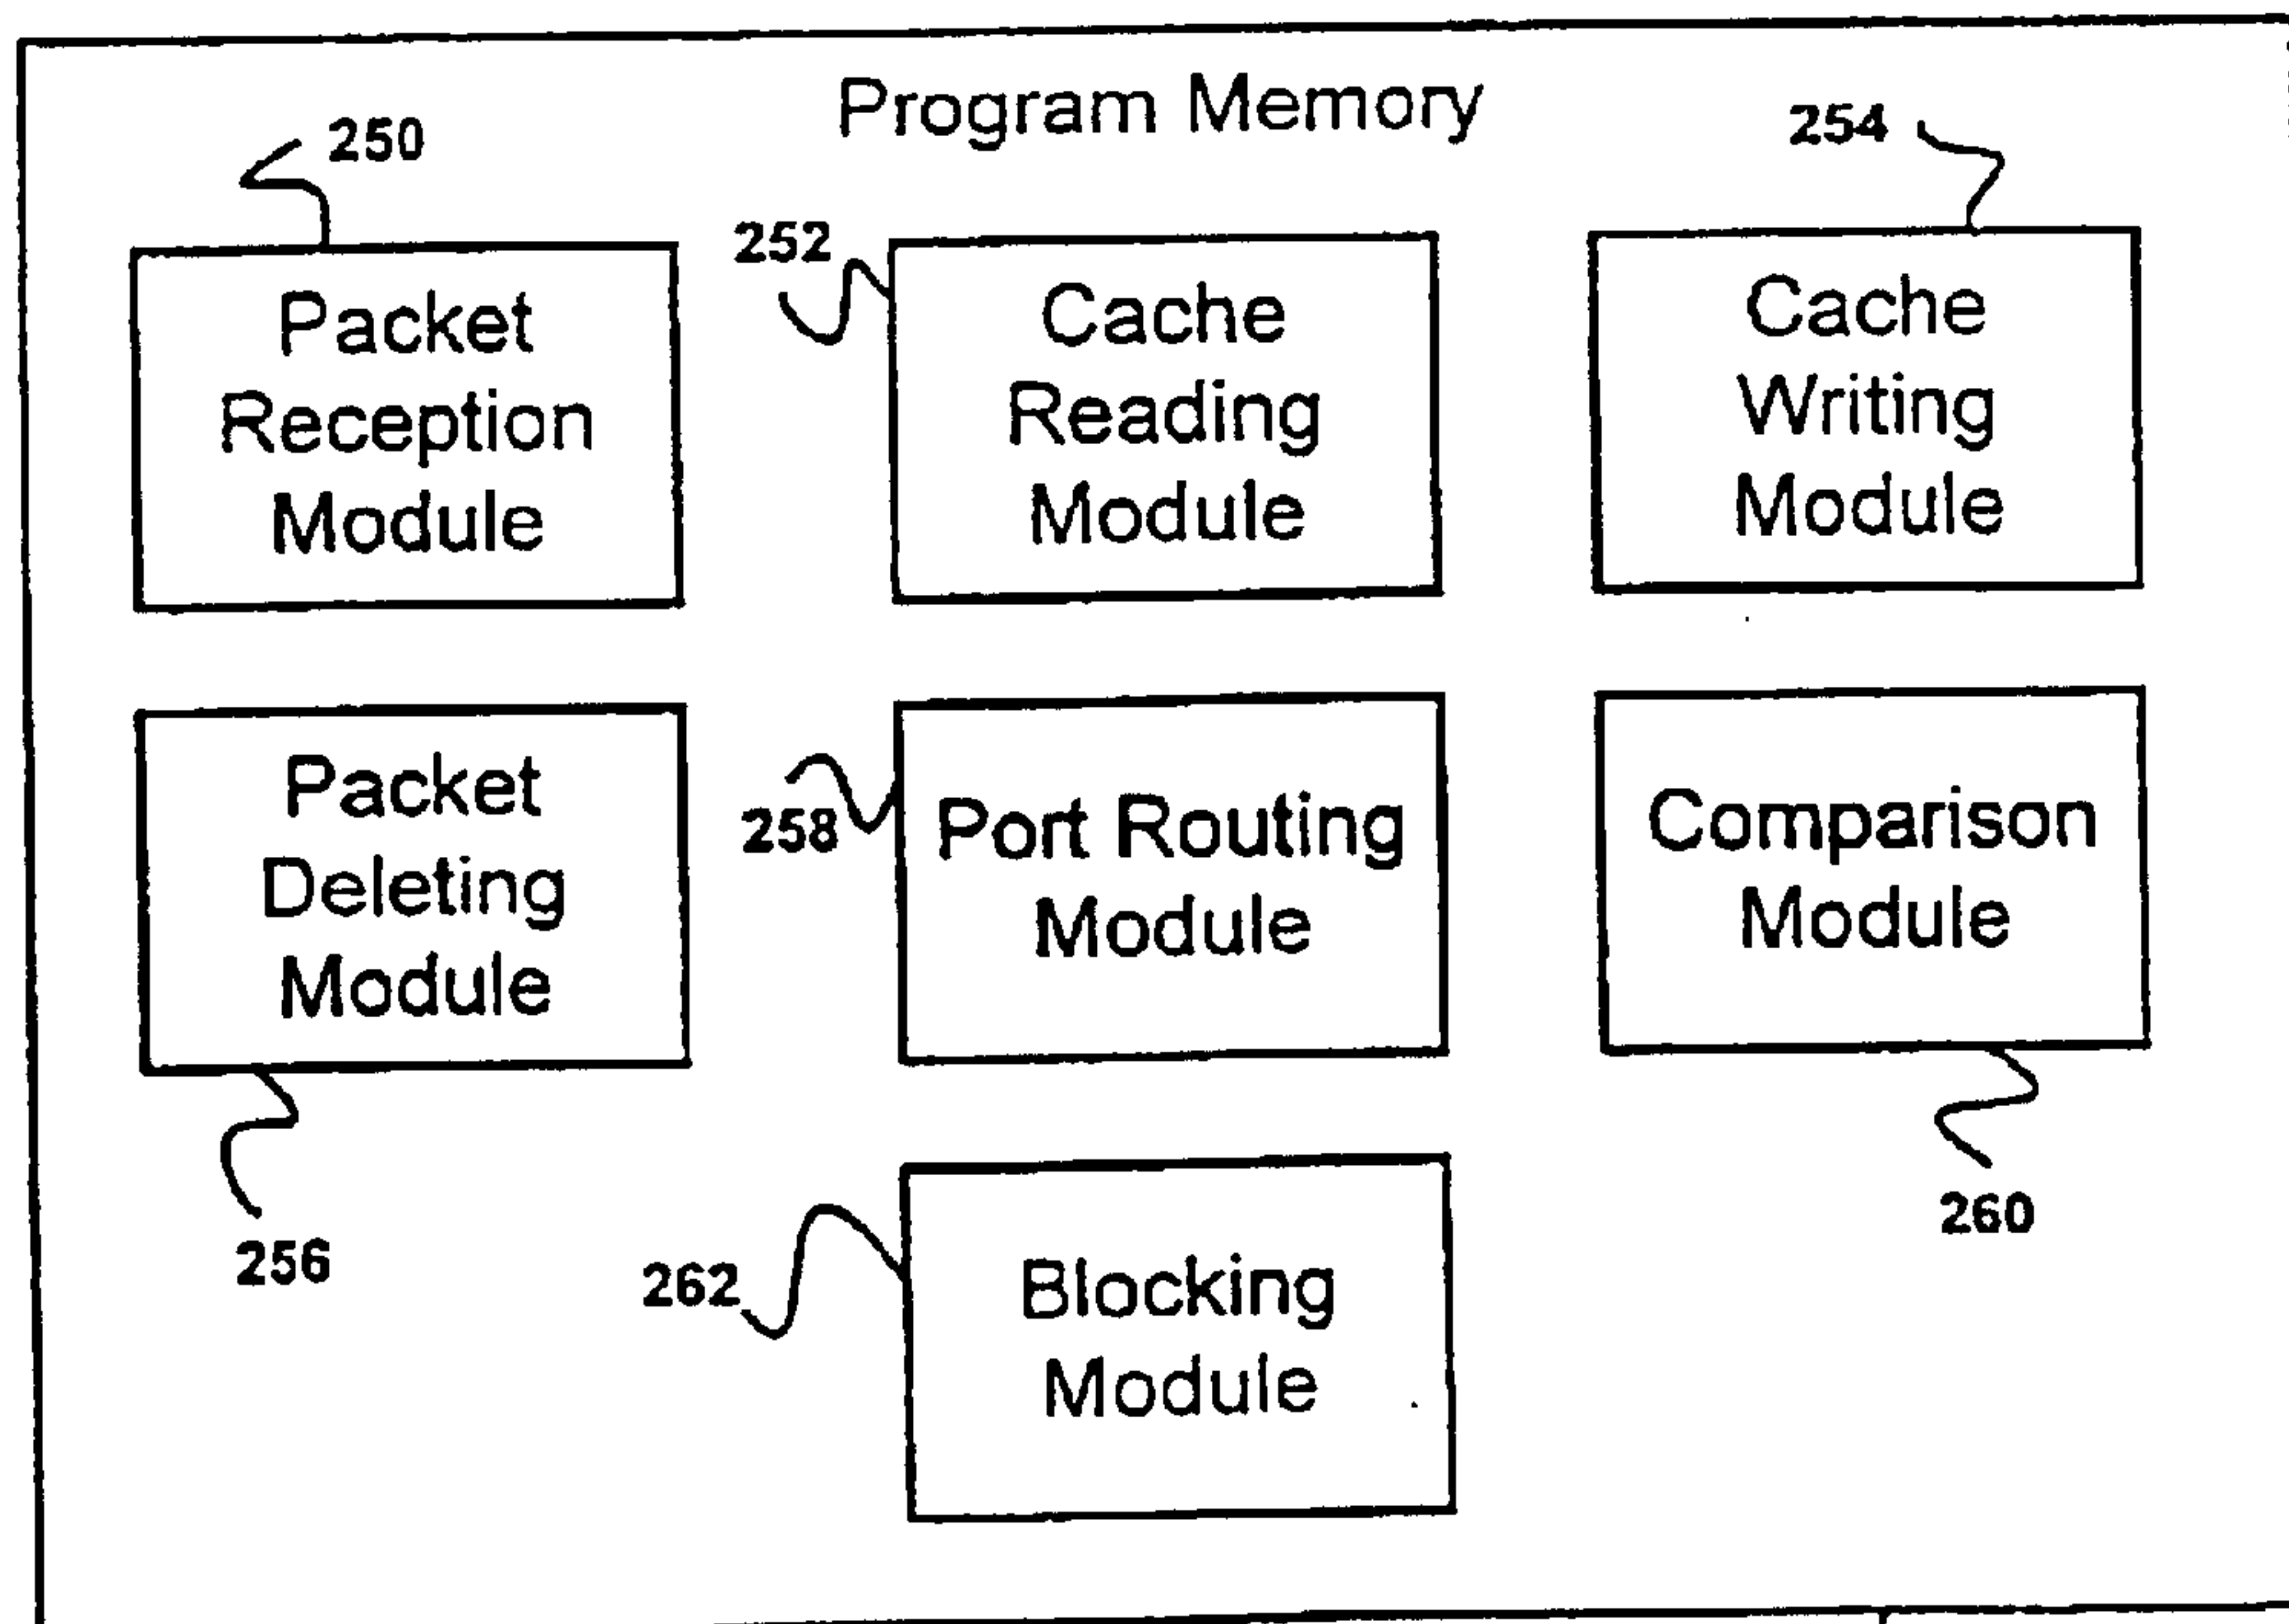 Program Memory
250
254
252
Packet
Reception
Module
Cache
Reading
Module
Cache
Writing
Module
Packet
Deleting
Module
258
Port Routing
Module
Comparison
Module
256
260
262
Blocking
Module